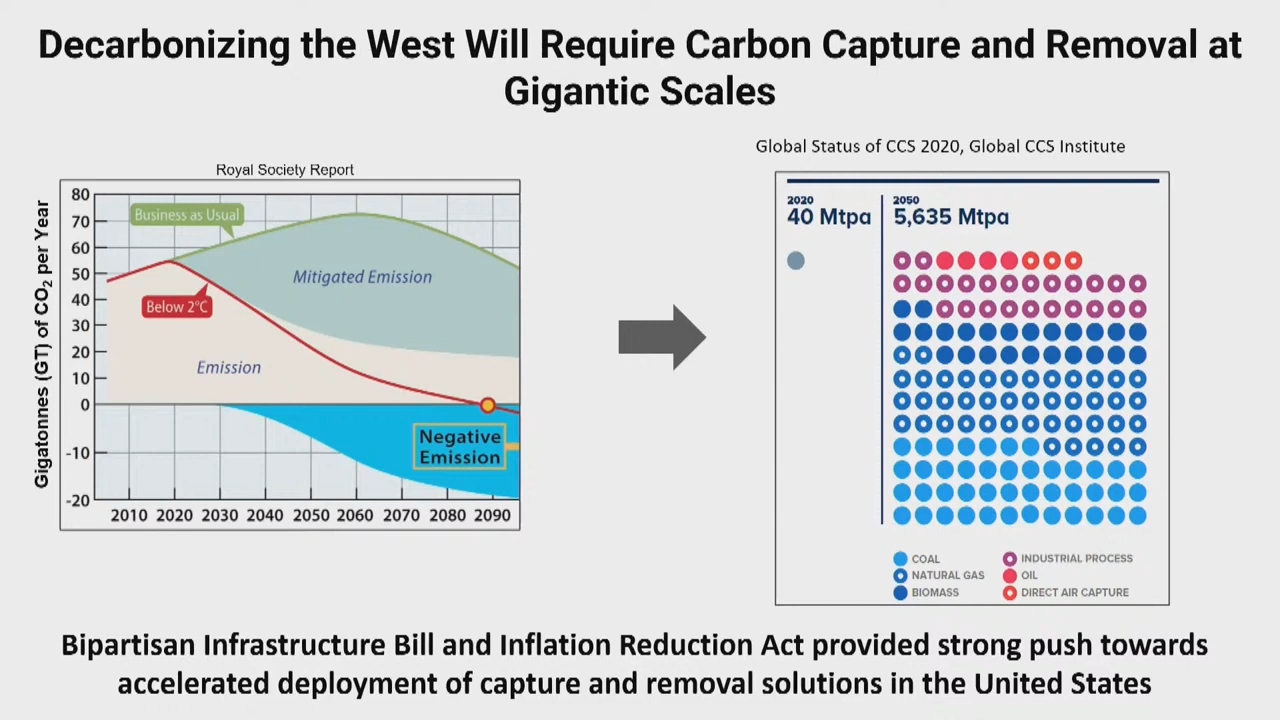 Decarbonizing the West Will Require Carbon Capture and Removal at
Gigantic Scales
Royal Society Report
Gigatonnes (GT) of CO2 per Year
80
70
60
50
40
30
20
10
0
-10
-20
Business as Usual
Mitigated Emission
Below 2°C
Emission
Negative
Emission
2010 2020 2030 2040 2050 2060 2070 2080 2090
Global Status of CCS 2020, Global CCS Institute
2020
40 Mtpa
2050
5,635 Mtpa
COAL
NATURAL GAS
BIOMASS
INDUSTRIAL PROCESS
OIL
DIRECT AIR CAPTURE
Bipartisan Infrastructure Bill and Inflation Reduction Act provided strong push towards
accelerated deployment of capture and removal solutions in the United States